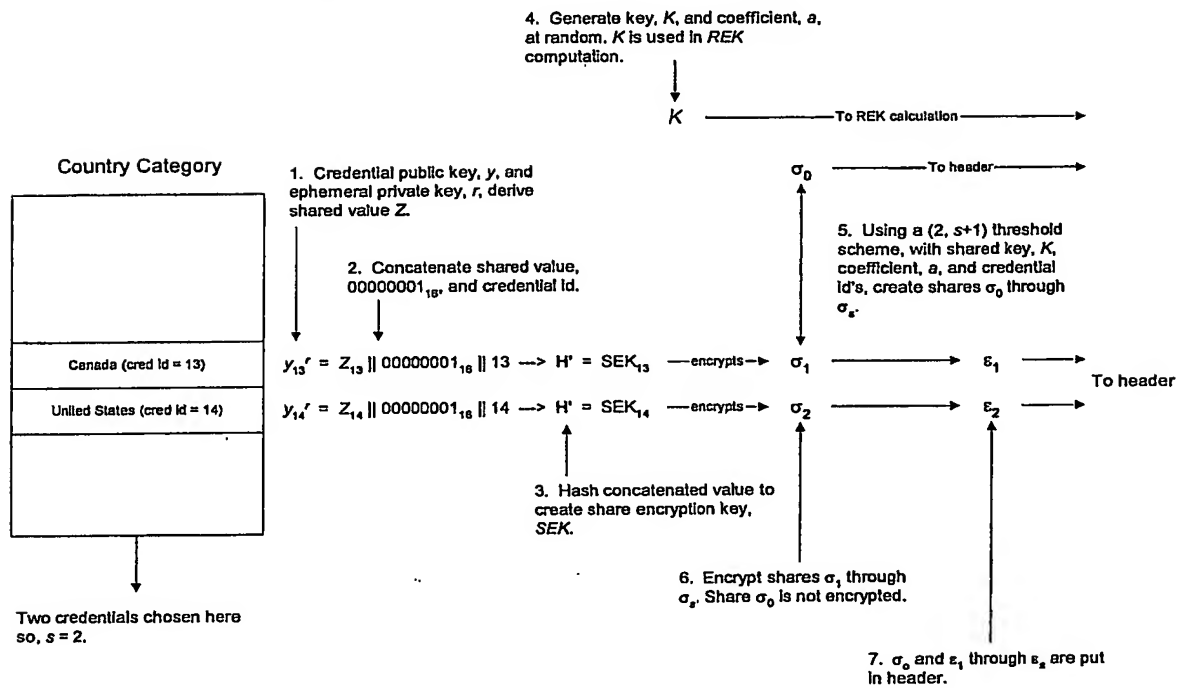 4. Generate key, K, and coefficient, a,
at random. K is used in REK
computation.
K
To REK calculation
Country Category
1. Credential public key, y, and
ephemeral private key, r, derive
shared value Z.
σ₀
To header
2. Concatenate shared value,
00000001₁₆, and credential id.
5. Using a (2, s+1) threshold
scheme, with shared key, K,
coefficient, a, and credential
id's, create shares σ₀ through
σₛ.
Canada (cred id = 13)
y₁₃ʳ = Z₁₃ || 00000001₁₆ || 13 → H' = SEK₁₃ —encrypts→ σ₁ → ε₁ →
To header
United States (cred id = 14)
y₁₄ʳ = Z₁₄ || 00000001₁₆ || 14 → H' = SEK₁₄ —encrypts→ σ₂ → ε₂ →
3. Hash concatenated value to
create share encryption key,
SEK.
6. Encrypt shares σ₁ through
σₛ. Share σ₀ is not encrypted.
Two credentials chosen here
so, s = 2.
7. σ₀ and ε₁ through εₛ are put
in header.